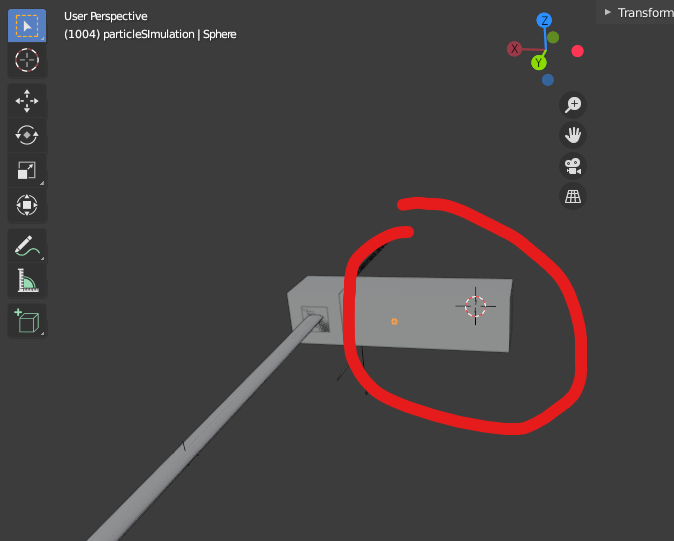 User Perspective
(1004) particleSImulation | Sphere
Transform
Z
X
Y